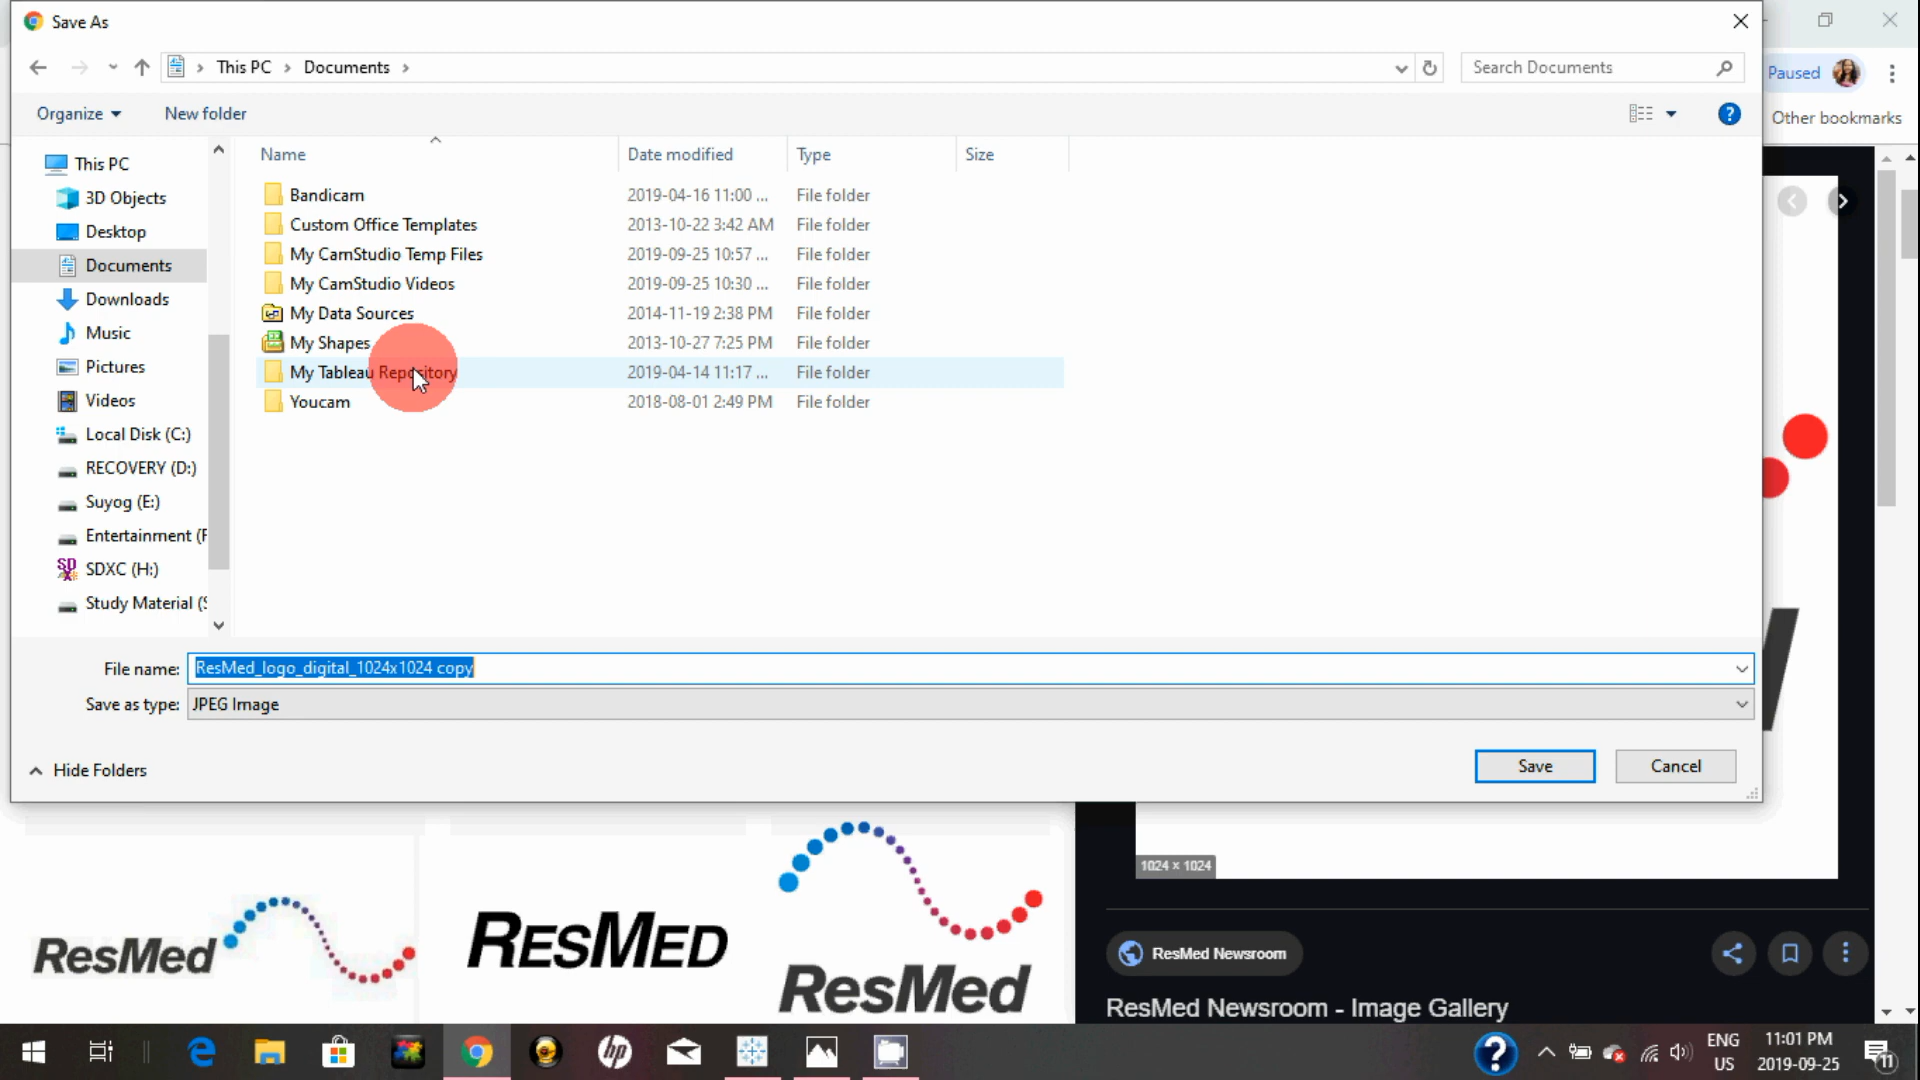 Save As
This PC > Documents >
Search Documents
Paused
Organize
New folder
?
Other bookmarks
This PC
3D Objects
Desktop
Documents
Downloads
Music
Pictures
Videos
Local Disk (C:)
RECOVERY (D:)
Suyog (E:)
Entertainment (F
SDXC (H:)
Study Material (S
Name Date modified Type Size
Bandicam 2019-04-16 11:00 ... File folder
Custom Office Templates 2013-10-22 3:42 AM File folder
My CamStudio Temp Files 2019-09-25 10:57 ... File folder
My CamStudio Videos 2019-09-25 10:30 ... File folder
My Data Sources 2014-11-19 2:38 PM File folder
My Shapes 2013-10-27 7:25 PM File folder
My Tableau Repository 2019-04-14 11:17 ... File folder
Youcam 2018-08-01 2:49 PM File folder
File name: ResMed_logo_digital_1024x1024 copy
Save as type: JPEG Image
Hide Folders
Save
Cancel
1024 × 1024
ResMed
RESMED
ResMed
ResMed Newsroom
ResMed Newsroom - Image Gallery
hp
?
ENG
US
11:01 PM
2019-09-25
11